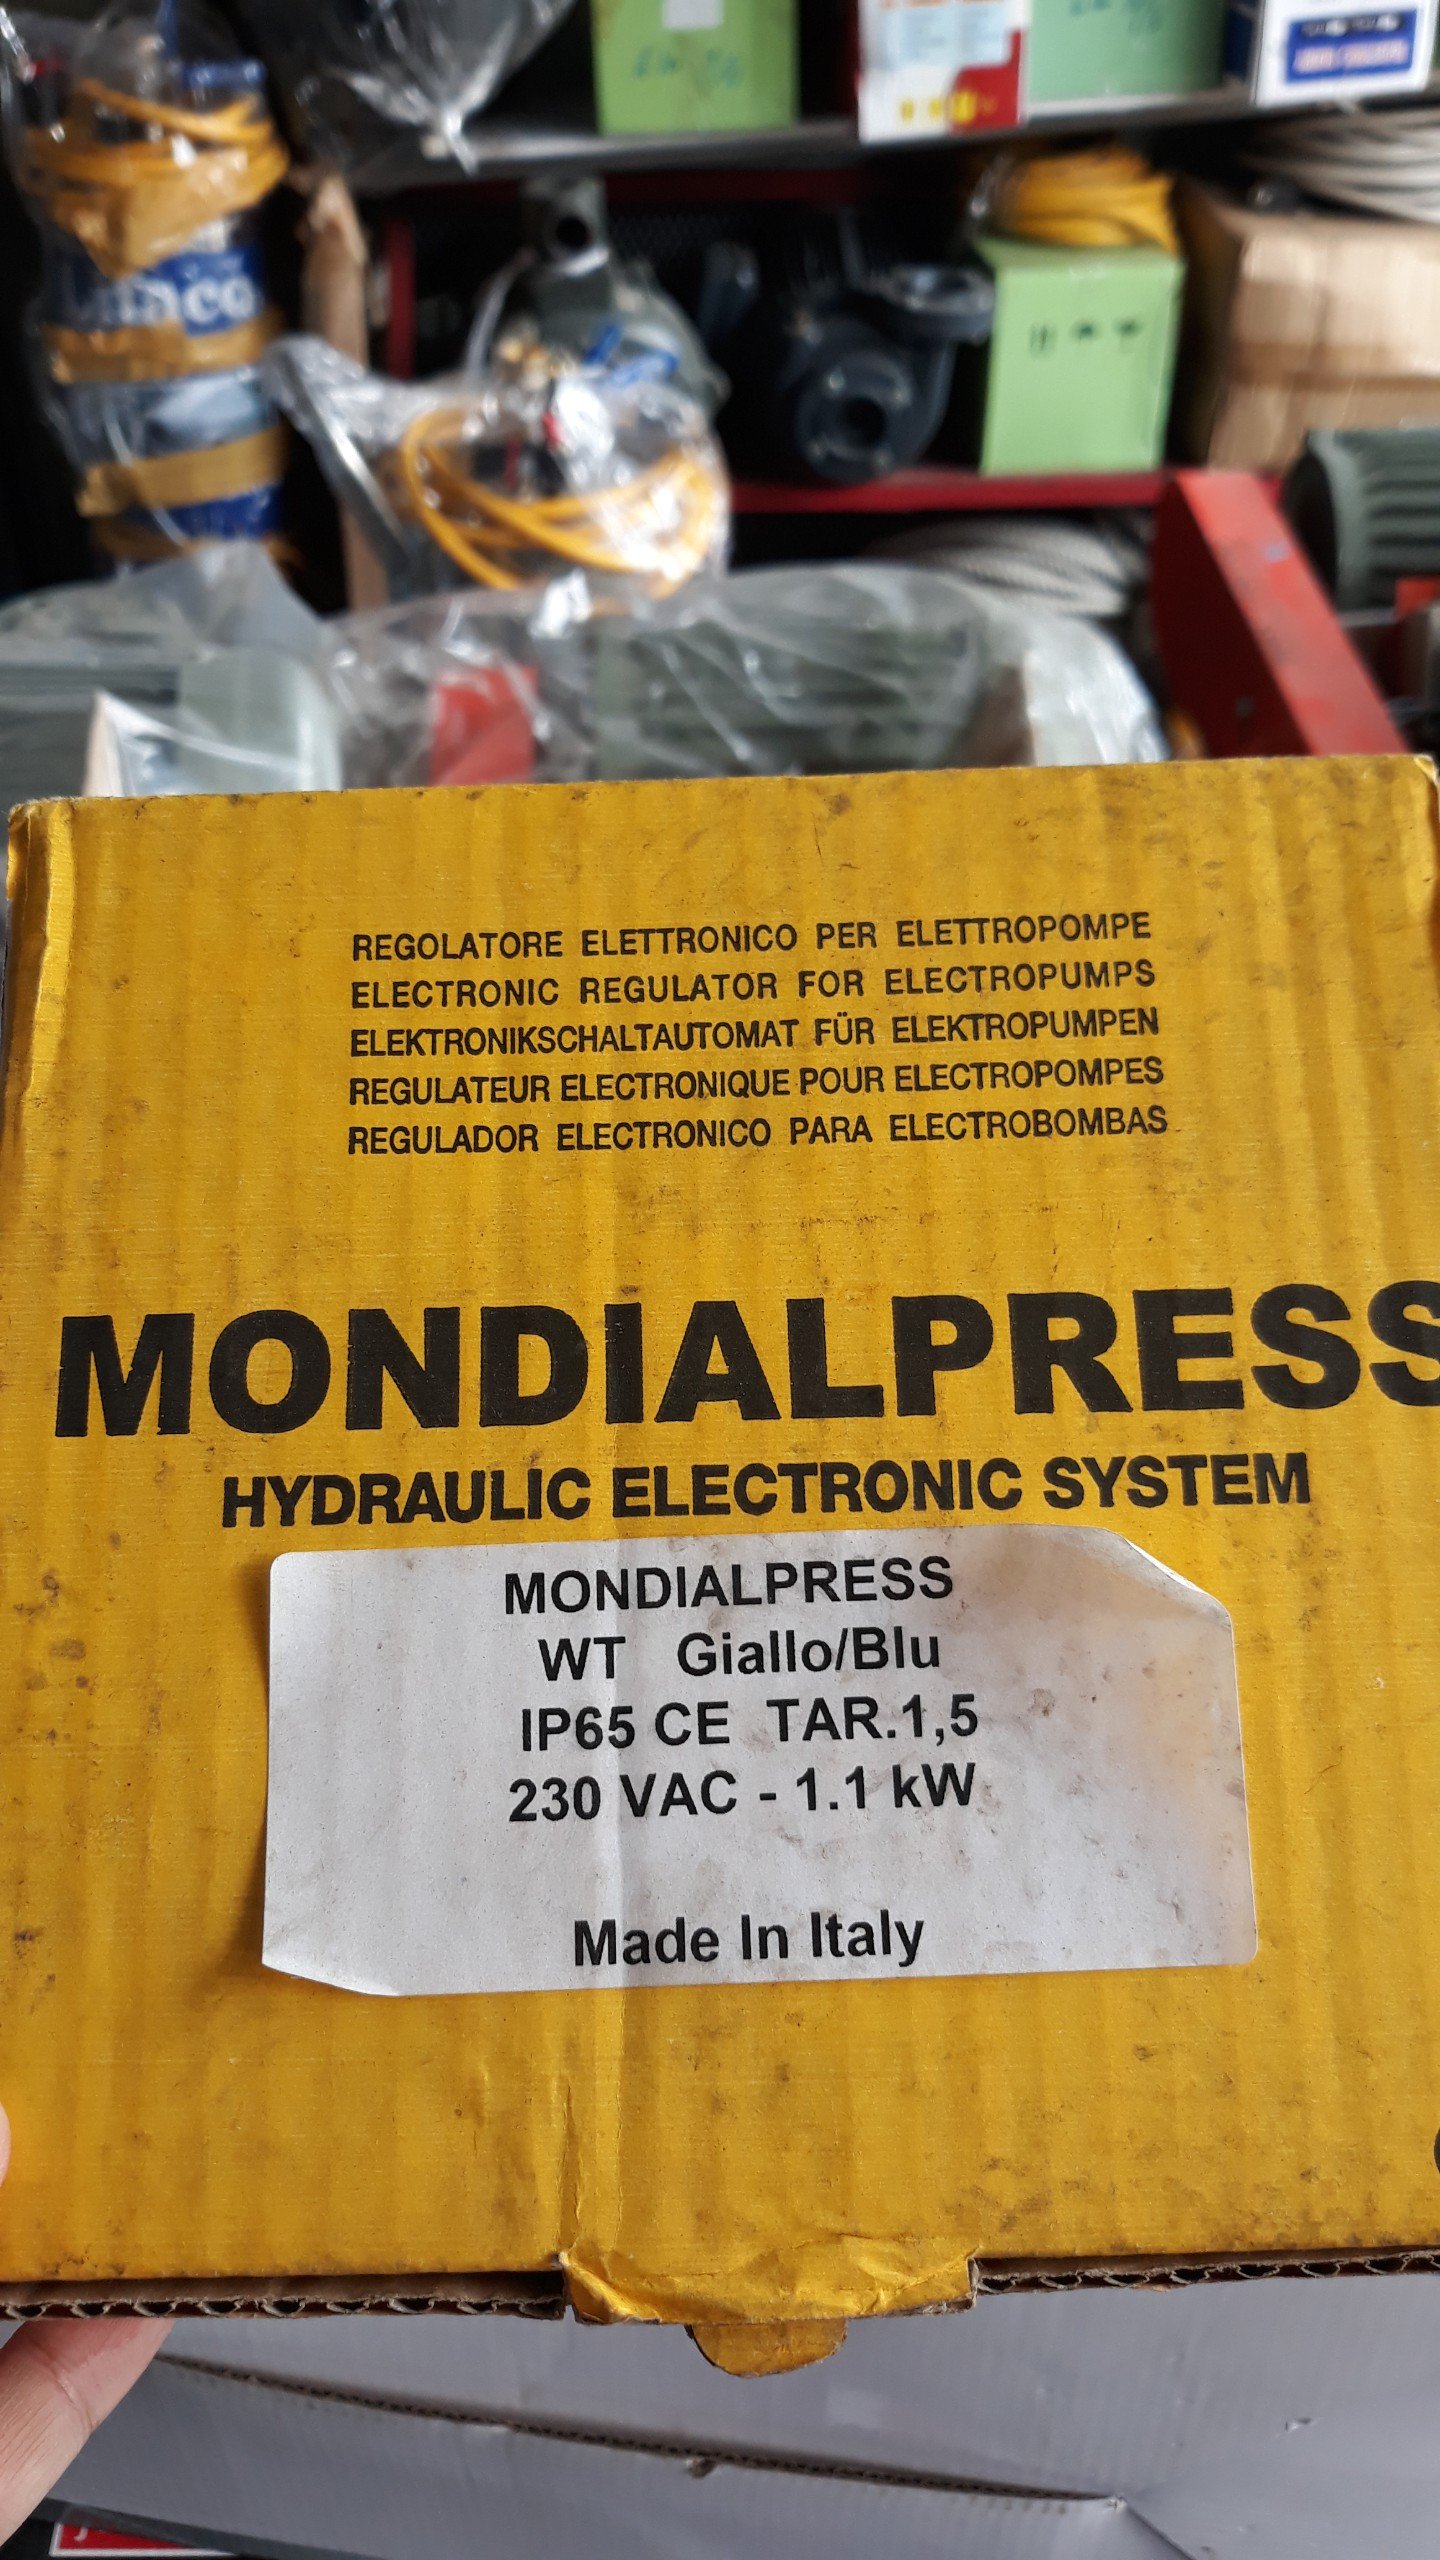 REGOLATORE ELETTRONICO PER ELETTROPOMPE
ELECTRONIC REGULATOR FOR ELECTROPUMPS
ELEKTRONIKSCHALTAUTOMAT FÜR ELEKTROPUMPEN
REGULATEUR ELECTRONIQUE POUR ELECTROPOMPES
REGULADOR ELECTRONICO PARA ELECTROBOMBAS
MONDIALPRESS
HYDRAULIC ELECTRONIC SYSTEM
MONDIALPRESS
WT Giallo/Blu
IP65 CE TAR.1,5
230 VAC - 1.1 kW
Made In Italy